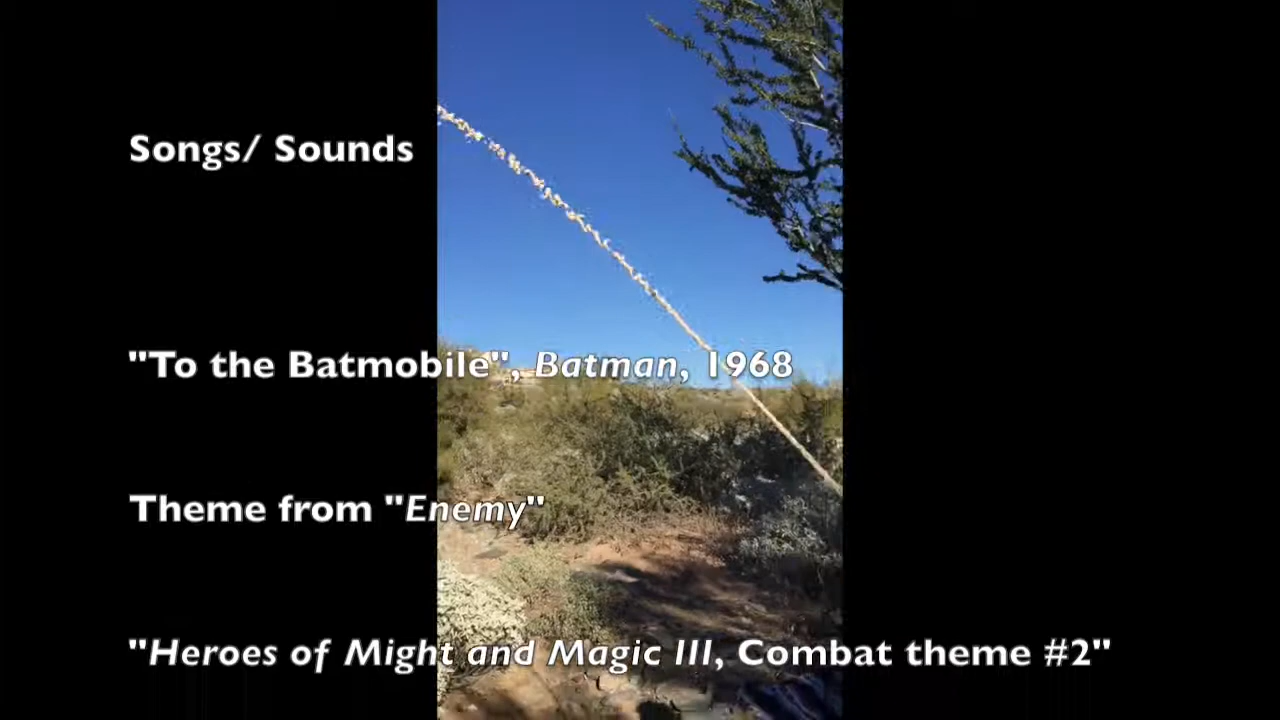 Songs/ Sounds
"To the Batmobile", Batman, 1968
Theme from "Enemy"
"Heroes of Might and Magic III, Combat theme #2"